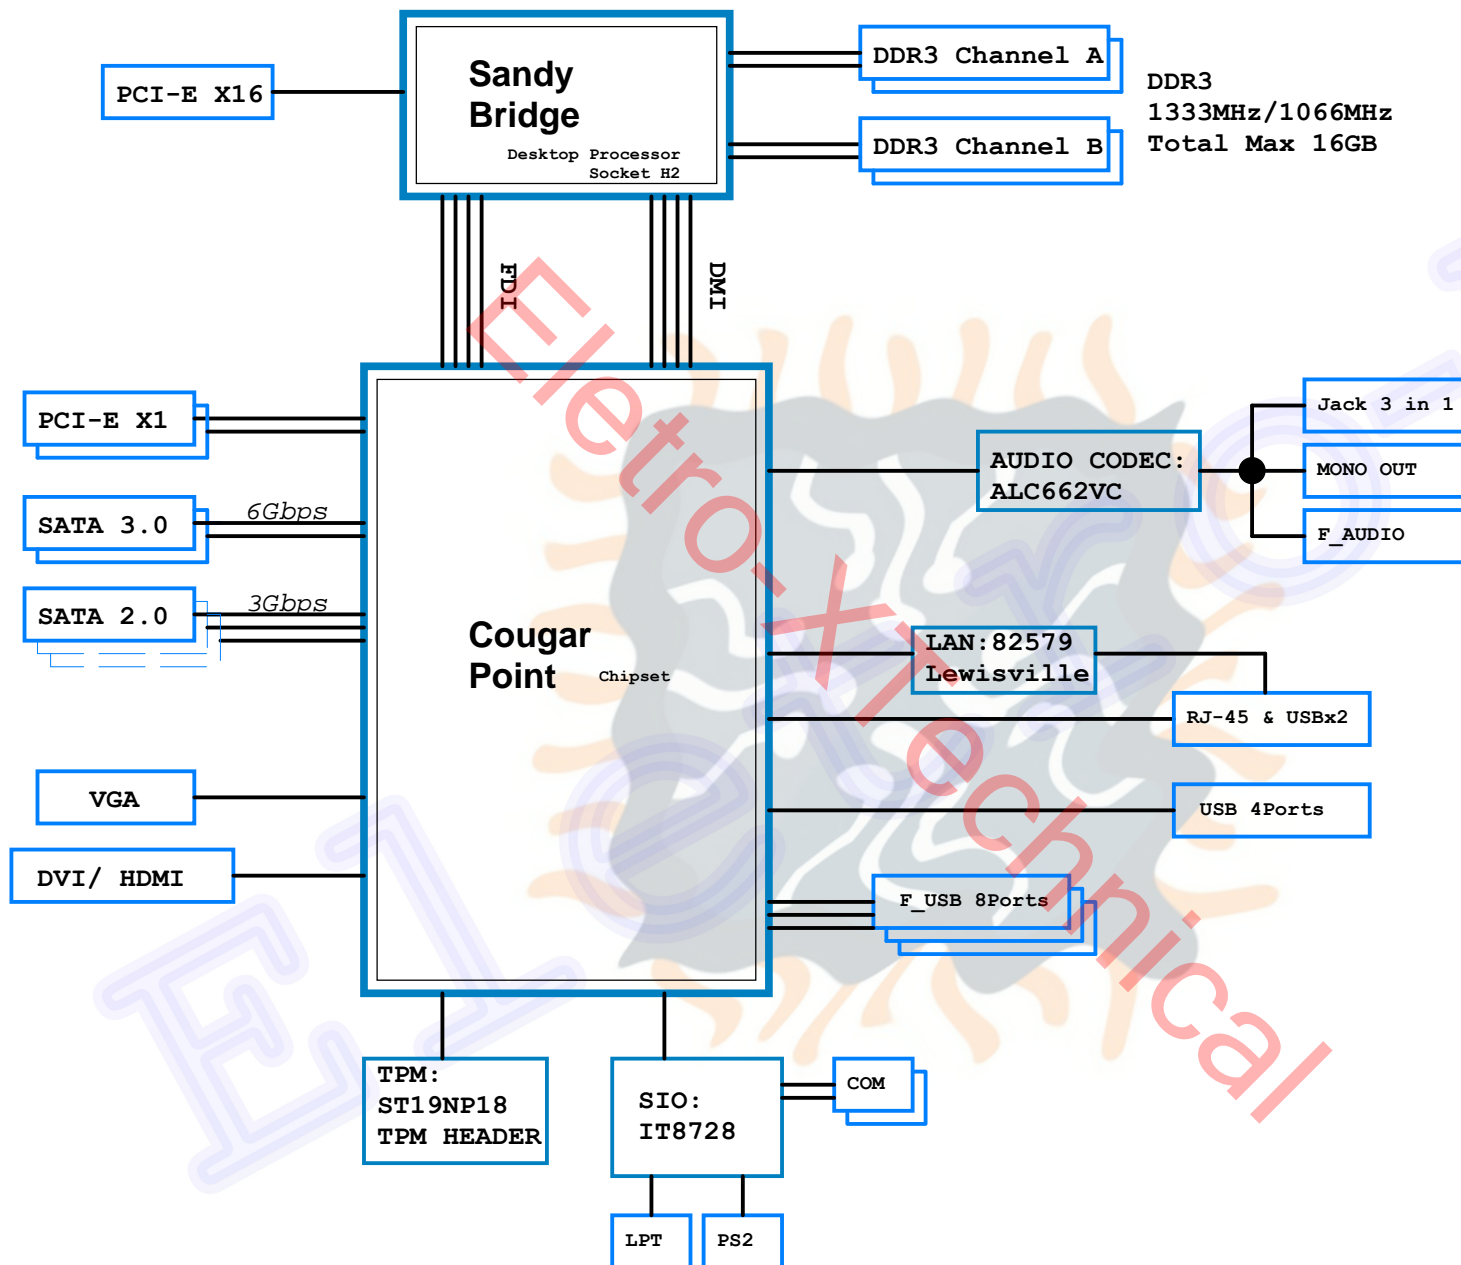 Sandy
Bridge
Desktop Processor
Socket H2
PCI-E X16
DDR3 Channel A
DDR3 Channel B
DDR3
1333MHz/1066MHz
Total Max 16GB
FDI
DMI
PCI-E X1
SATA 3.0
6Gbps
SATA 2.0
3Gbps
VGA
DVI/ HDMI
Cougar
Point
Chipset
AUDIO CODEC:
ALC662VC
Jack 3 in 1
MONO OUT
F_AUDIO
LAN:82579
Lewisville
RJ-45 & USBx2
USB 4Ports
F_USB 8Ports
TPM:
ST19NP18
TPM HEADER
SIO:
IT8728
COM
LPT
PS2
Eletro-XTechnical